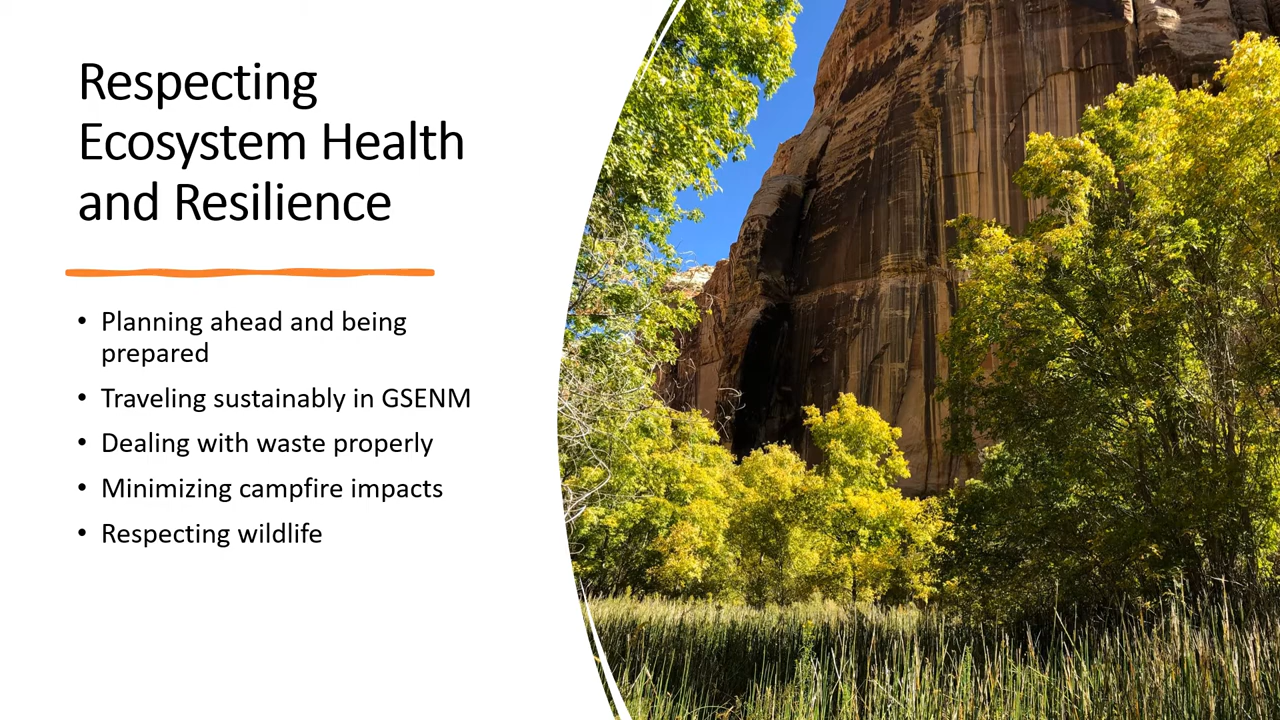 Respecting
Ecosystem Health
and Resilience
• Planning ahead and being
prepared
• Traveling sustainably in GSENM
• Dealing with waste properly
• Minimizing campfire impacts
• Respecting wildlife